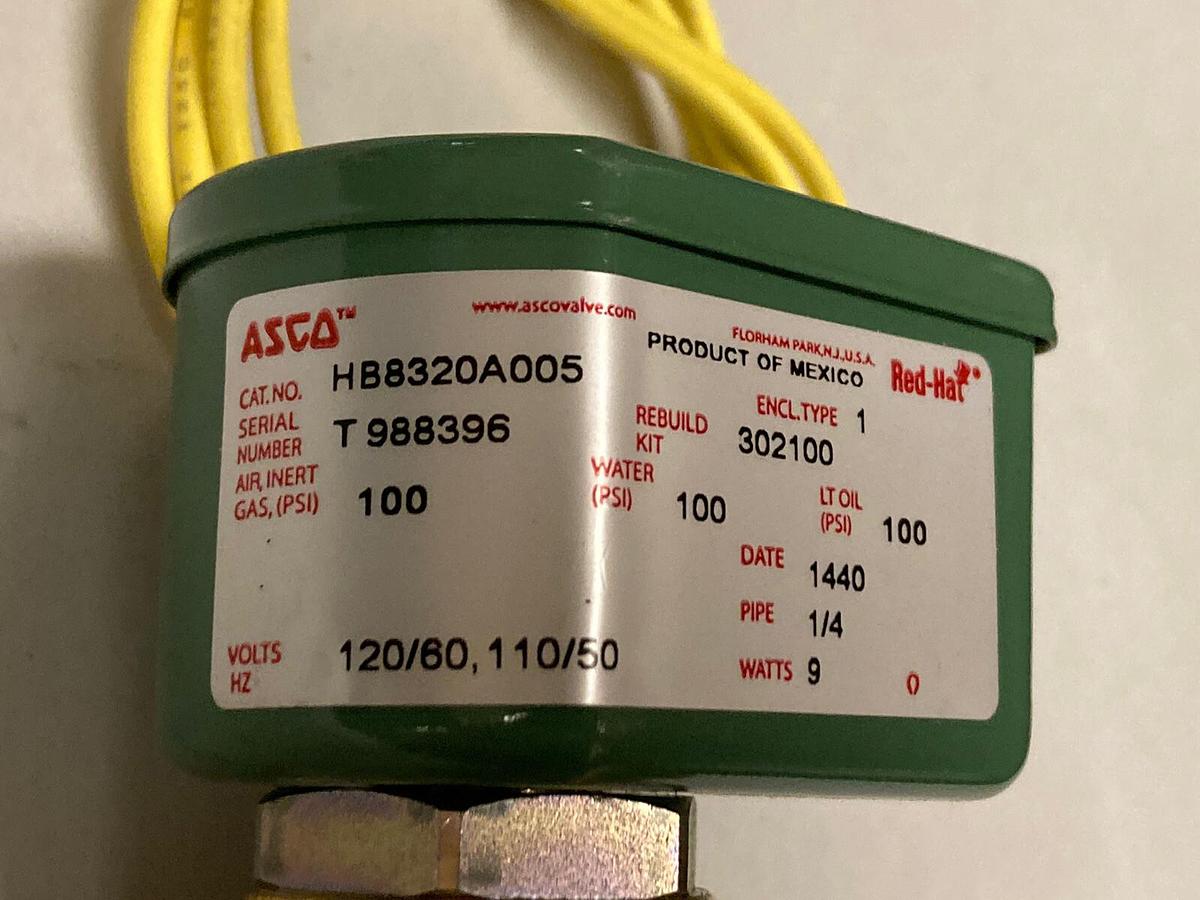 ASCO™
www.ascovalve.com
FLORHAM PARK,N.J.,U.S.A.
PRODUCT OF MEXICO
Red-Hat
CAT.NO. HB8320A005
ENCL.TYPE 1
SERIAL NUMBER T 988396
REBUILD KIT 302100
AIR, INERT GAS, (PSI) 100
WATER (PSI) 100
LT OIL (PSI) 100
DATE 1440
PIPE 1/4
VOLTS HZ 120/60, 110/50
WATTS 9
()